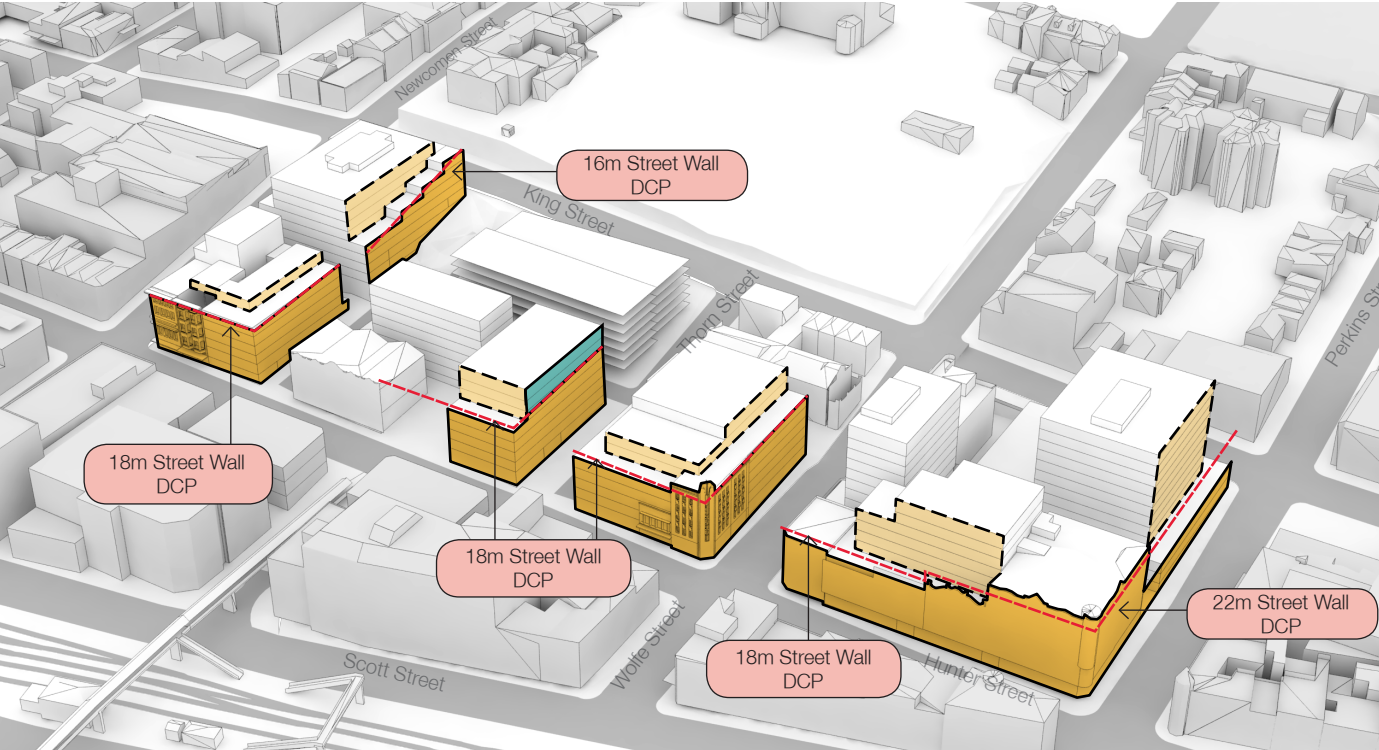 Newcomen Street
16m Street Wall
DCP
King Street
Thorn Street
Perkins St
18m Street Wall
DCP
18m Street Wall
DCP
22m Street Wall
DCP
18m Street Wall
DCP
Wolfe Street
Scott Street
Hunter Street